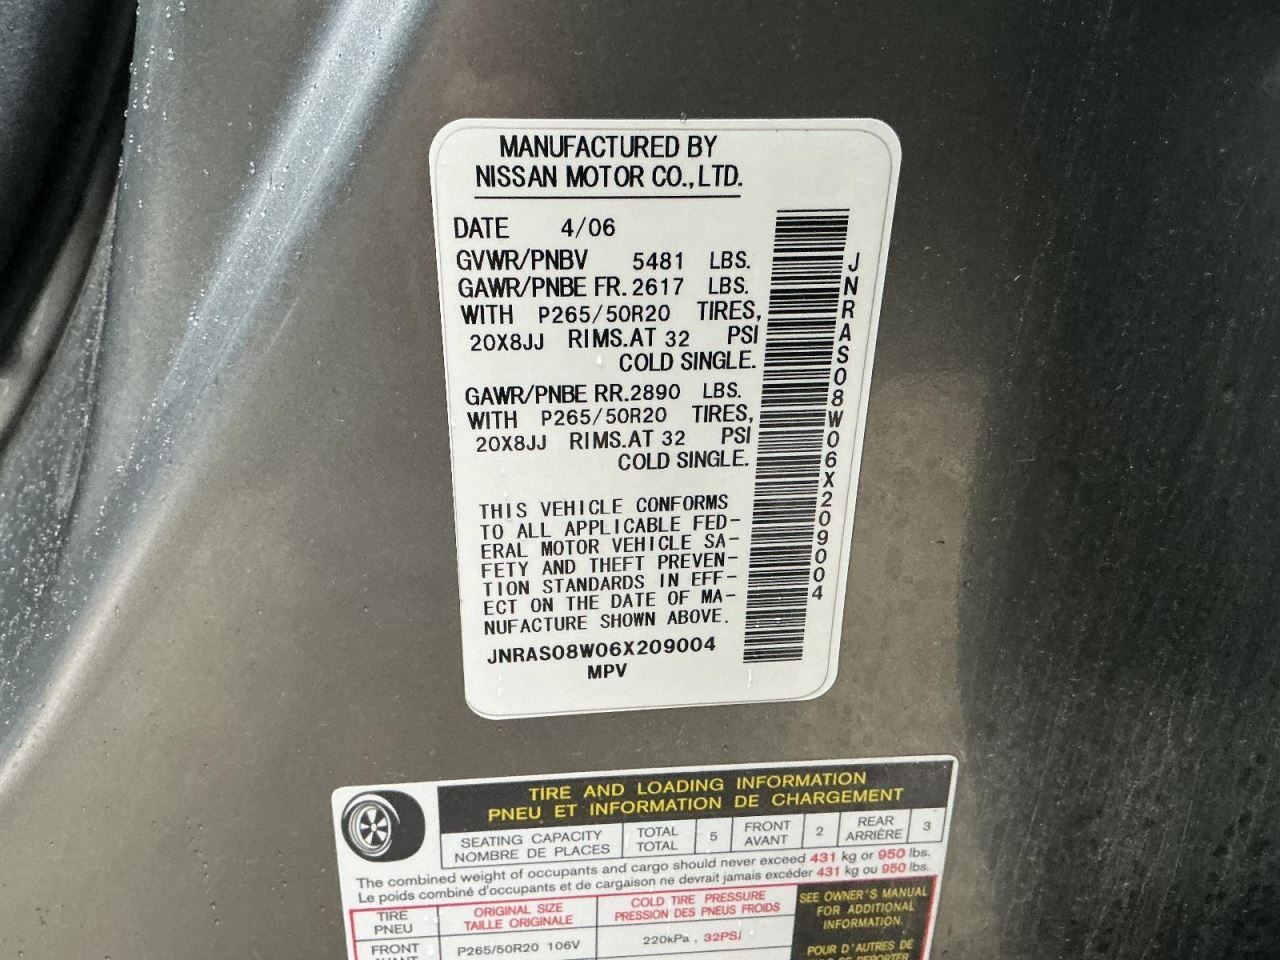 MANUFACTURED BY
NISSAN MOTOR CO.,LTD.
DATE 4/06
GVWR/PNBV 5481 LBS.
GAWR/PNBE FR. 2617 LBS.
WITH P265/50R20 TIRES,
20X8JJ RIMS.AT 32 PSI
COLD SINGLE.
GAWR/PNBE RR. 2890 LBS.
WITH P265/50R20 TIRES,
20X8JJ RIMS.AT 32 PSI
COLD SINGLE.
THIS VEHICLE CONFORMS
TO ALL APPLICABLE FED-
ERAL MOTOR VEHICLE SA-
FETY AND THEFT PREVEN-
TION STANDARDS IN EFF-
ECT ON THE DATE OF MA-
NUFACTURE SHOWN ABOVE.
JNRAS08W06X209004
MPV
JNRAS08W06X209004
TIRE AND LOADING INFORMATION
PNEU ET INFORMATION DE CHARGEMENT
SEATING CAPACITY TOTAL 5 FRONT 2 REAR 3
NOMBRE DE PLACES TOTAL AVANT ARRIÈRE
The combined weight of occupants and cargo should never exceed 431 kg or 950 lbs.
Le poids combiné d'occupants et de cargaison ne devrait jamais excéder 431 kg ou 950 lbs.
TIRE ORIGINAL SIZE COLD TIRE PRESSURE
PNEU TAILLE ORIGINALE PRESSION DES PNEUS FROIDS
FRONT P265/50R20 106V 220kPa , 32PSI
AVANT
SEE OWNER'S MANUAL
FOR ADDITIONAL
INFORMATION.
POUR D'AUTRES DE